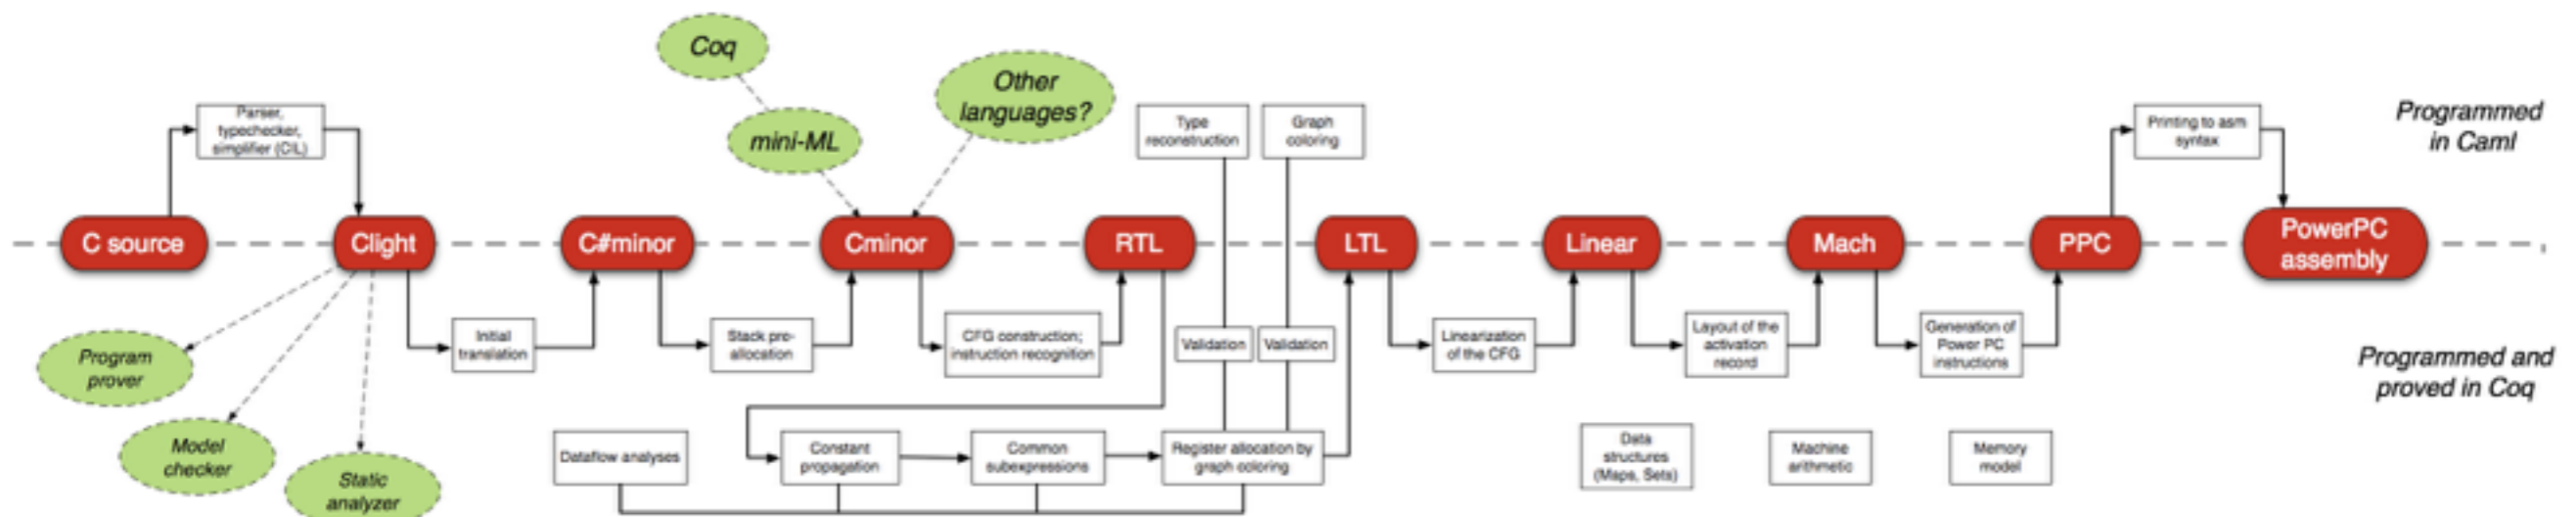 Coq
Other
languages?
mini-ML
Parser,
typechecker,
simplifier (CIL)
Type
reconstruction
Graph
coloring
Printing to asm
syntax
Programmed
in Caml
C source
Clight
C#minor
Cminor
RTL
LTL
Linear
Mach
PPC
PowerPC
assembly
Initial
translation
Stack pre-
allocation
CFG construction;
instruction recognition
Validation
Validation
Linearization
of the CFG
Layout of the
activation
record
Generation of
Power PC
instructions
Programmed and
proved in Coq
Program
prover
Model
checker
Static
analyzer
Dataflow analyses
Constant
propagation
Common
subexpressions
Register allocation by
graph coloring
Data
structures
(Maps, Sets)
Machine
arithmetic
Memory
model